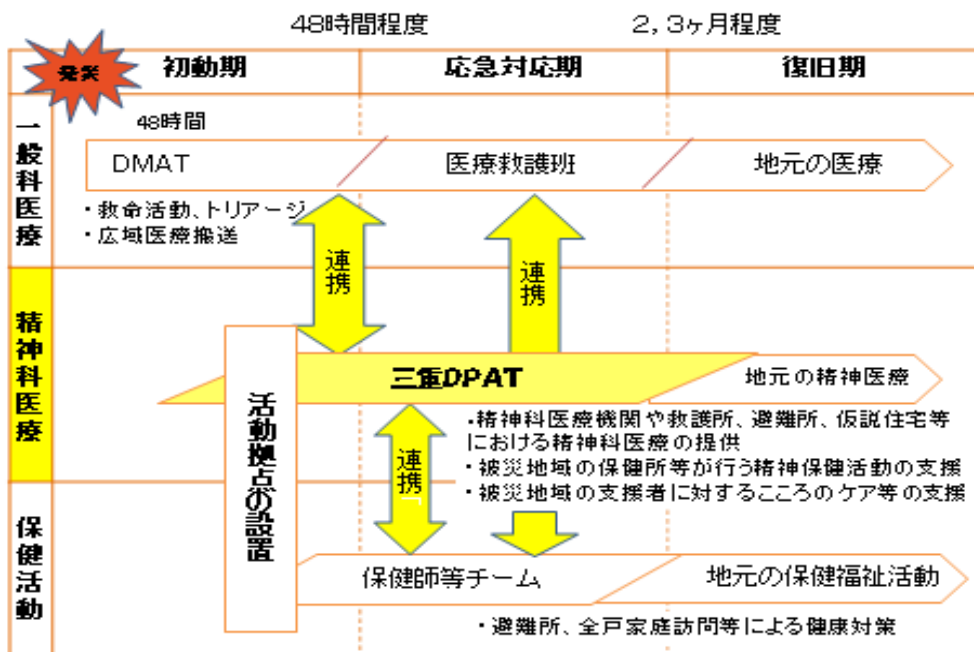 48時間程度
2,3ヶ月程度
発災
初動期
応急対応期
復旧期
一般科医療
48時間
DMAT
医療救護班
地元の医療
・救命活動、トリアージ
・広域医療搬送
連携
連携
精神科医療
三重DPAT
地元の精神医療
活動拠点の設置
・精神科医療機関や救護所、避難所、仮説住宅等
における精神科医療の提供
・被災地域の保健所等が行う精神保健活動の支援
・被災地域の支援者に対するこころのケア等の支援
連携
保健活動
保健師等チーム
地元の保健福祉活動
・避難所、全戸家庭訪問等による健康対策